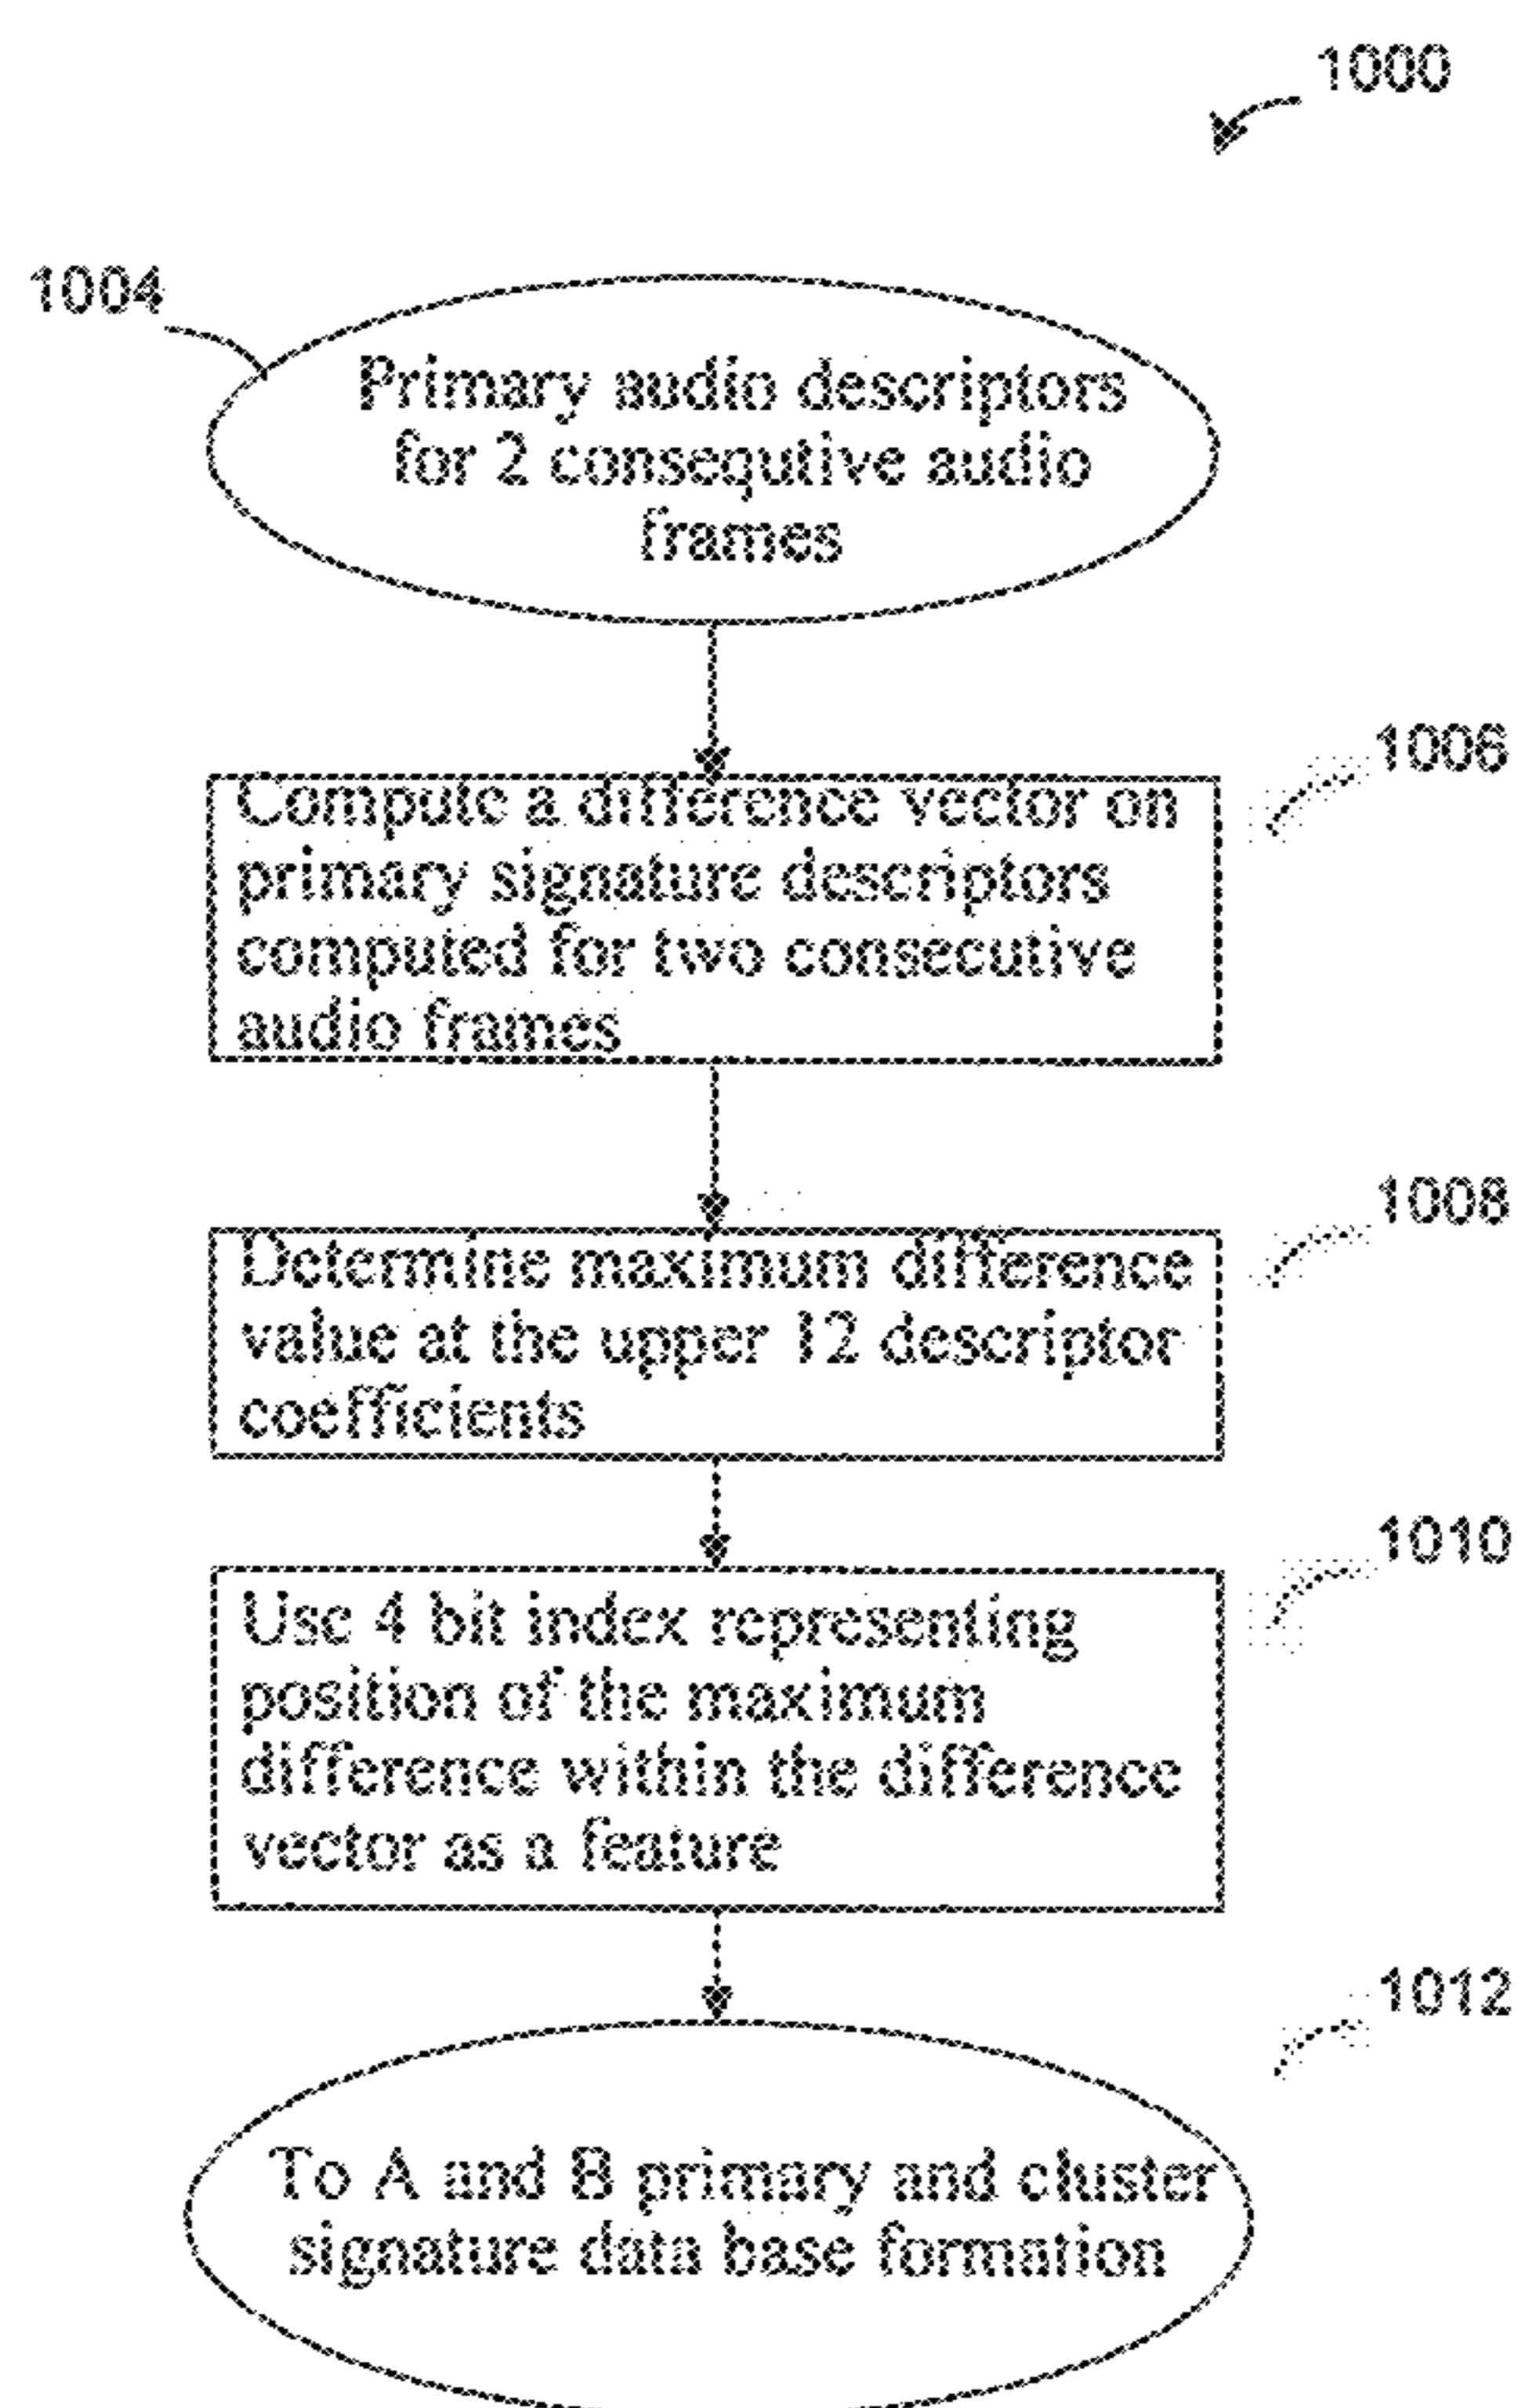 1000
1004
Primary audio descriptors
for 2 consequtive audio
frames
1006
Compute a difference vector on
primary signature descriptors
computed for two consecutive
audio frames
1008
Determine maximum difference
value at the upper 12 descriptor
coefficients
1010
Use 4 bit index representing
position of the maximum
difference within the difference
vector as a feature
1012
To A and B primary and cluster
signature data base formation